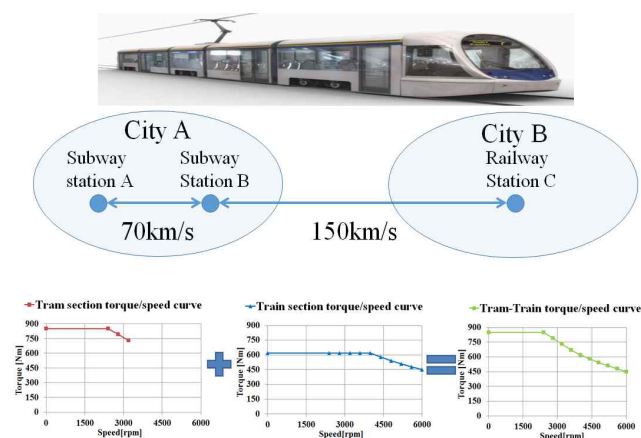 City A
City B
Subway station A
Subway Station B
Railway Station C
70km/s
150km/s
Tram section torque/speed curve
Torque [Nm]
900
750
600
450
300
150
0
0 1500 3000 4500 6000
Speed[rpm]
Train section torque/speed curve
Torque [Nm]
900
750
600
450
300
150
0
0 1500 3000 4500 6000
Speed[rpm]
Tram-Train torque/speed curve
Torque [Nm]
900
750
600
450
300
150
0
0 1500 3000 4500 6000
Speed[rpm]